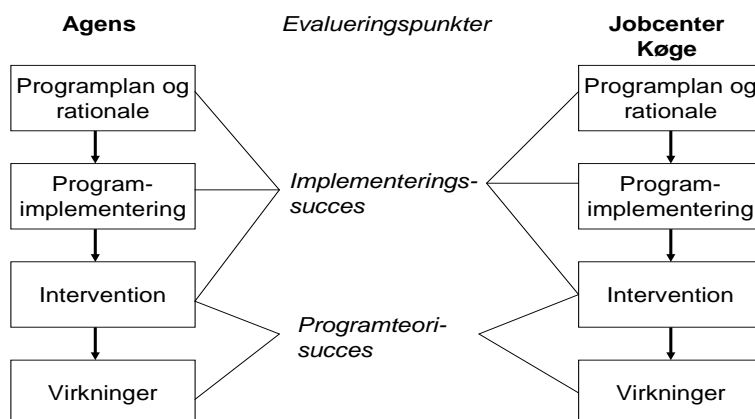 Agens
Evalueringspunkter
Jobcenter
Køge
Programplan og
rationale
Programplan og
rationale
Program-
implementering
Implementerings-
succes
Program-
implementering
Intervention
Intervention
Programteori-
succes
Virkninger
Virkninger